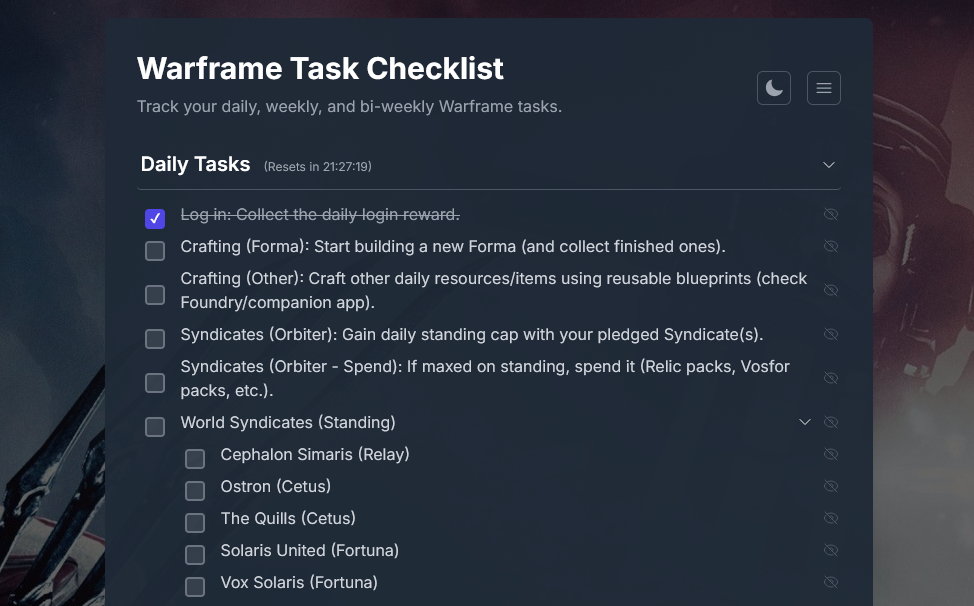 Warframe Task Checklist
Track your daily, weekly, and bi-weekly Warframe tasks.
Daily Tasks (Resets in 21:27:19)
Log in: Collect the daily login reward.
Crafting (Forma): Start building a new Forma (and collect finished ones).
Crafting (Other): Craft other daily resources/items using reusable blueprints (check
Foundry/companion app).
Syndicates (Orbiter): Gain daily standing cap with your pledged Syndicate(s).
Syndicates (Orbiter - Spend): If maxed on standing, spend it (Relic packs, Vosfor
packs, etc.).
World Syndicates (Standing)
Cephalon Simaris (Relay)
Ostron (Cetus)
The Quills (Cetus)
Solaris United (Fortuna)
Vox Solaris (Fortuna)